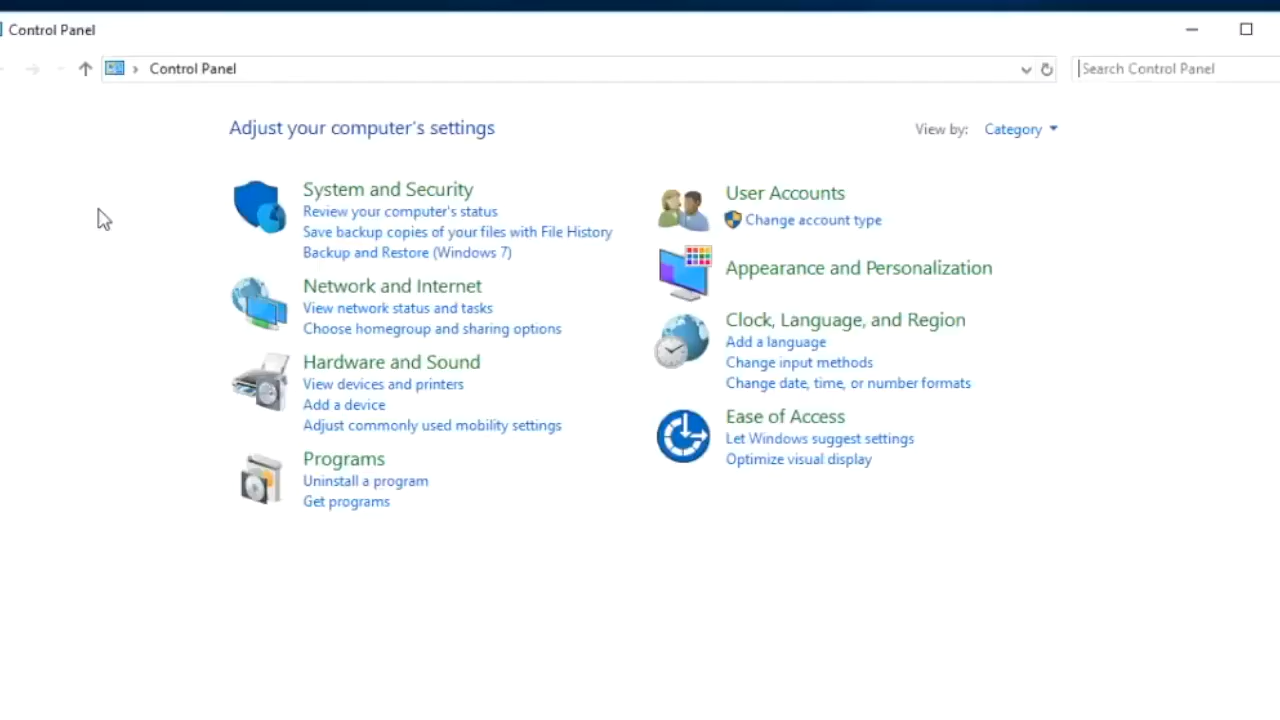 Control Panel
Control Panel
Search Control Panel
Adjust your computer's settings
View by: Category
System and Security
Review your computer's status
Save backup copies of your files with File History
Backup and Restore (Windows 7)
Network and Internet
View network status and tasks
Choose homegroup and sharing options
Hardware and Sound
View devices and printers
Add a device
Adjust commonly used mobility settings
Programs
Uninstall a program
Get programs
User Accounts
Change account type
Appearance and Personalization
Clock, Language, and Region
Add a language
Change input methods
Change date, time, or number formats
Ease of Access
Let Windows suggest settings
Optimize visual display